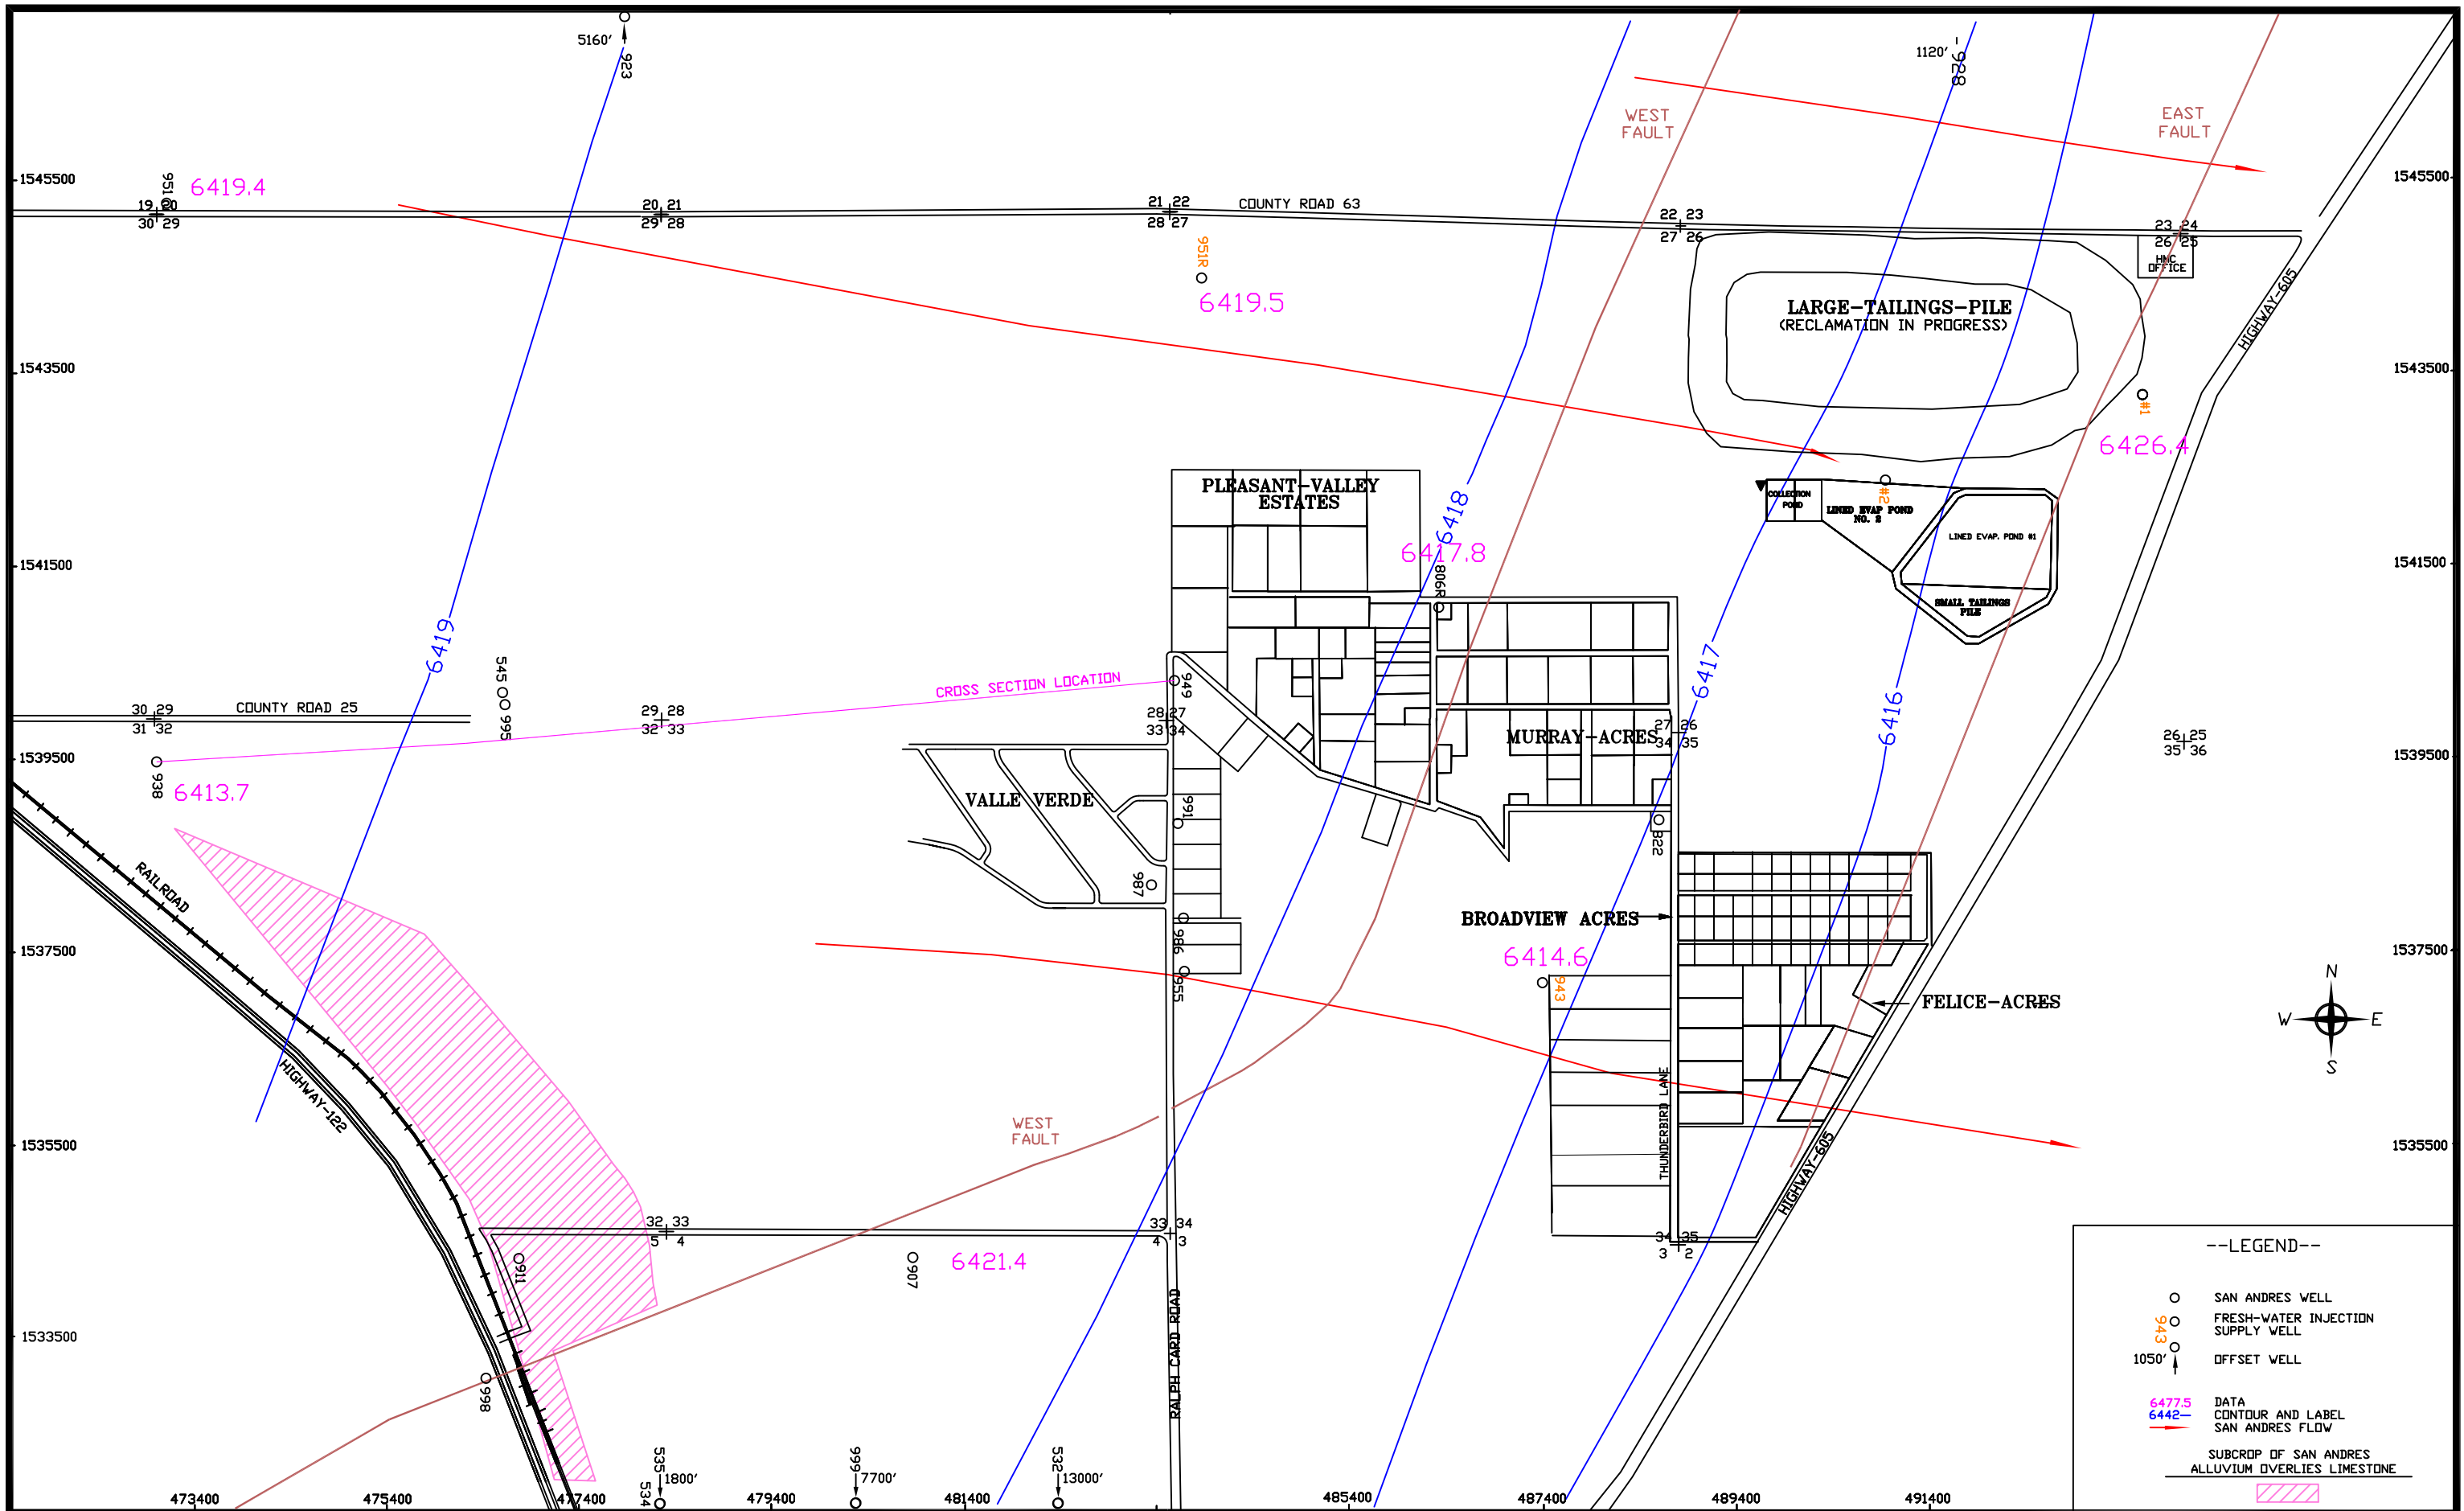 5160'
923
1120'
- 928
WEST
FAULT
EAST
FAULT
1545500
951
6419.4
19 20
30 29
20 21
29 28
21 22
28 27
COUNTY ROAD 63
22 23
27 26
23 24
26 25
HMC
OFFICE
1545500
951R
6419.5
LARGE-TAILINGS-PILE
(RECLAMATION IN PROGRESS)
HIGHWAY-605
1543500
1543500
#1
6426.4
PLEASANT-VALLEY
ESTATES
6418
COLLECTION
POND
#2
LINED EVAP POND
NO. 2
LINED EVAP. POND #1
6417.8
1541500
1541500
806R
SMALL TAILINGS
PILE
6419
545
995
CROSS SECTION LOCATION
949
6417
6416
30 29
31 32
COUNTY ROAD 25
29 28
32 33
28 27
33 34
27 26
34 35
MURRAY-ACRES
26 25
35 36
1539500
1539500
938
6413.7
VALLE VERDE
991
822
RAILROAD
987
BROADVIEW ACRES
986
1537500
1537500
6414.6
943
955
FELICE-ACRES
N
W
E
S
HIGHWAY-122
THUNDERBIRD LANE
WEST
FAULT
1535500
1535500
HIGHWAY-605
32 33
5 4
33 34
4 3
34 35
3 2
911
907
6421.4
RALPH CARD ROAD
1533500
998
--LEGEND--
SAN ANDRES WELL
943
FRESH-WATER INJECTION
SUPPLY WELL
1050'
OFFSET WELL
6477.5 DATA
6442— CONTOUR AND LABEL
SAN ANDRES FLOW
SUBCROP OF SAN ANDRES
ALLUVIUM OVERLIES LIMESTONE
535
534
1800'
999
7700'
532
13000'
473400
475400
477400
479400
481400
485400
487400
489400
491400